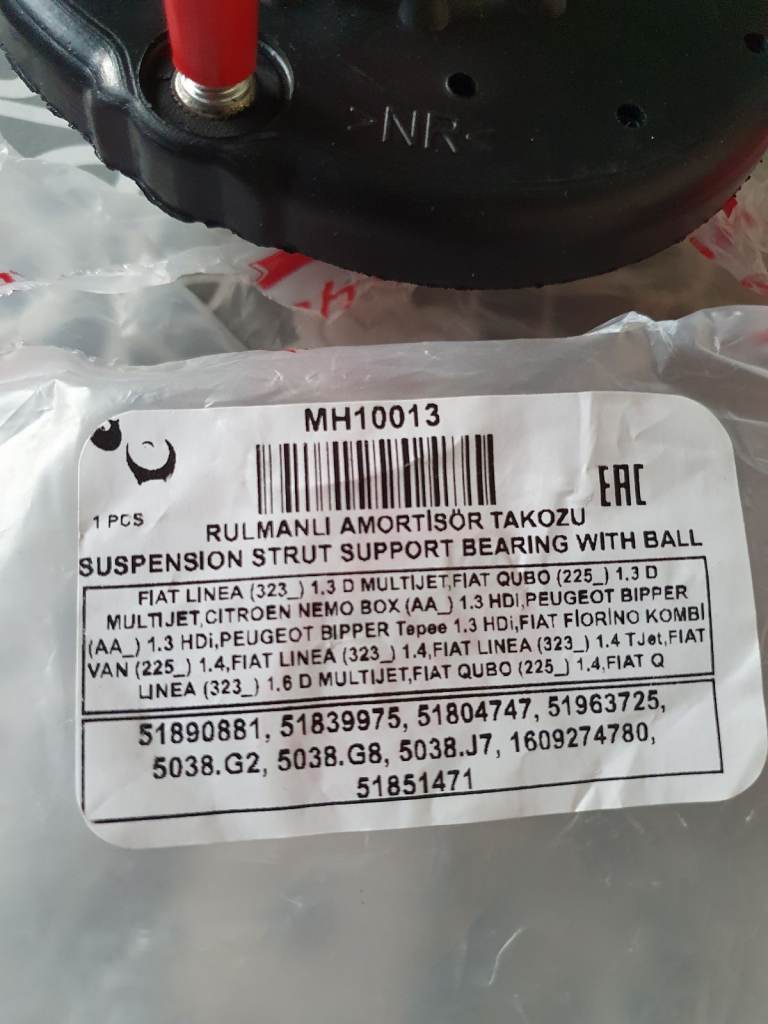 >NR<
MH10013
EAC
1 PCS
RULMANLI AMORTİSÖR TAKOZU
SUSPENSION STRUT SUPPORT BEARING WITH BALL
FIAT LINEA (323_) 1.3 D MULTIJET,FIAT QUBO (225_) 1.3 D
MULTIJET,CITROEN NEMO BOX (AA_) 1.3 HDi,PEUGEOT BIPPER
(AA_) 1.3 HDi,PEUGEOT BIPPER Tepee 1.3 HDi,FIAT FİORİNO KOMBİ
VAN (225_) 1.4,FIAT LINEA (323_) 1.4,FIAT LINEA (323_) 1.4 TJet,FIAT
LINEA (323_) 1.6 D MULTIJET,FIAT QUBO (225_) 1.4,FIAT Q
51890881, 51839975, 51804747, 51963725,
5038.G2, 5038.G8, 5038.J7, 1609274780,
51851471